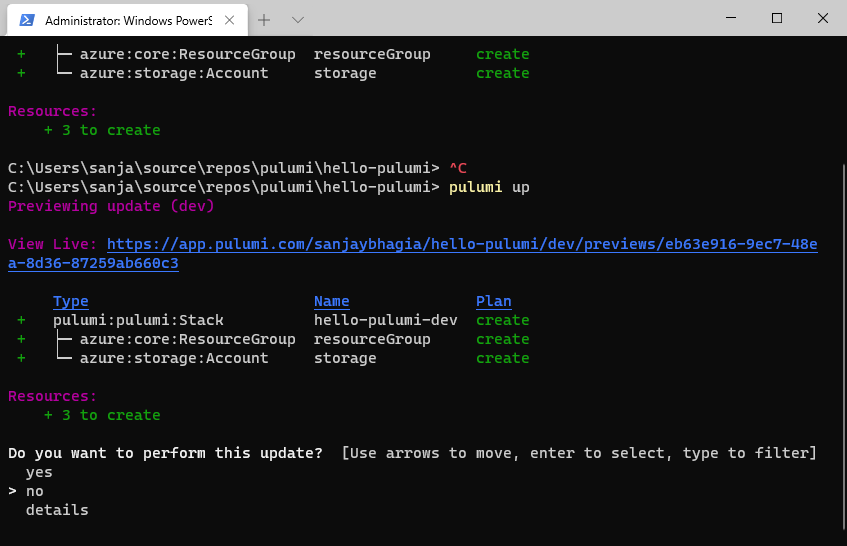 Administrator: Windows PowerS
+ azure:core:ResourceGroup resourceGroup create
+ azure:storage:Account storage create
Resources:
+ 3 to create
C:\Users\sanja\source\repos\pulumi\hello-pulumi> ^C
C:\Users\sanja\source\repos\pulumi\hello-pulumi> pulumi up
Previewing update (dev)
View Live: https://app.pulumi.com/sanjaybhagia/hello-pulumi/dev/previews/eb63e916-9ec7-48e
a-8d36-87259ab660c3
Type Name Plan
+ pulumi:pulumi:Stack hello-pulumi-dev create
+ azure:core:ResourceGroup resourceGroup create
+ azure:storage:Account storage create
Resources:
+ 3 to create
Do you want to perform this update? [Use arrows to move, enter to select, type to filter]
yes
> no
details